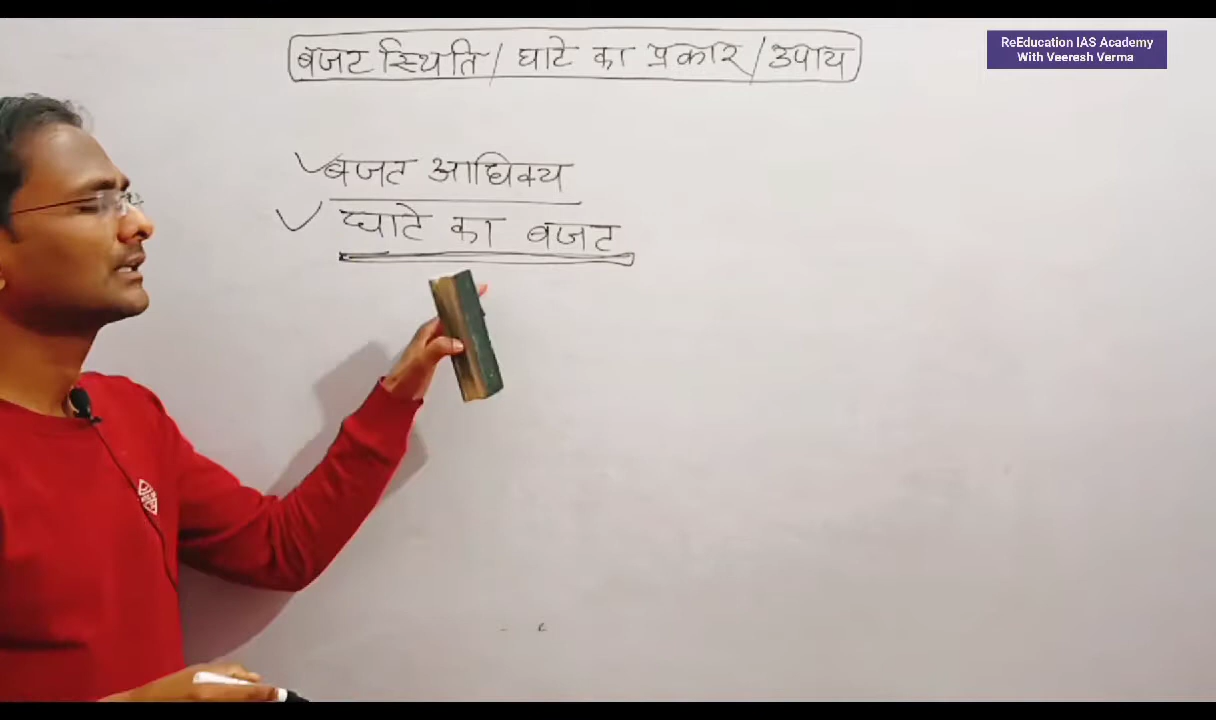 बजट स्थिति / घाटे का प्रकार / उपाय
ReEducation IAS Academy
With Veeresh Verma
बजट आधिक्य
घाटे का बजट